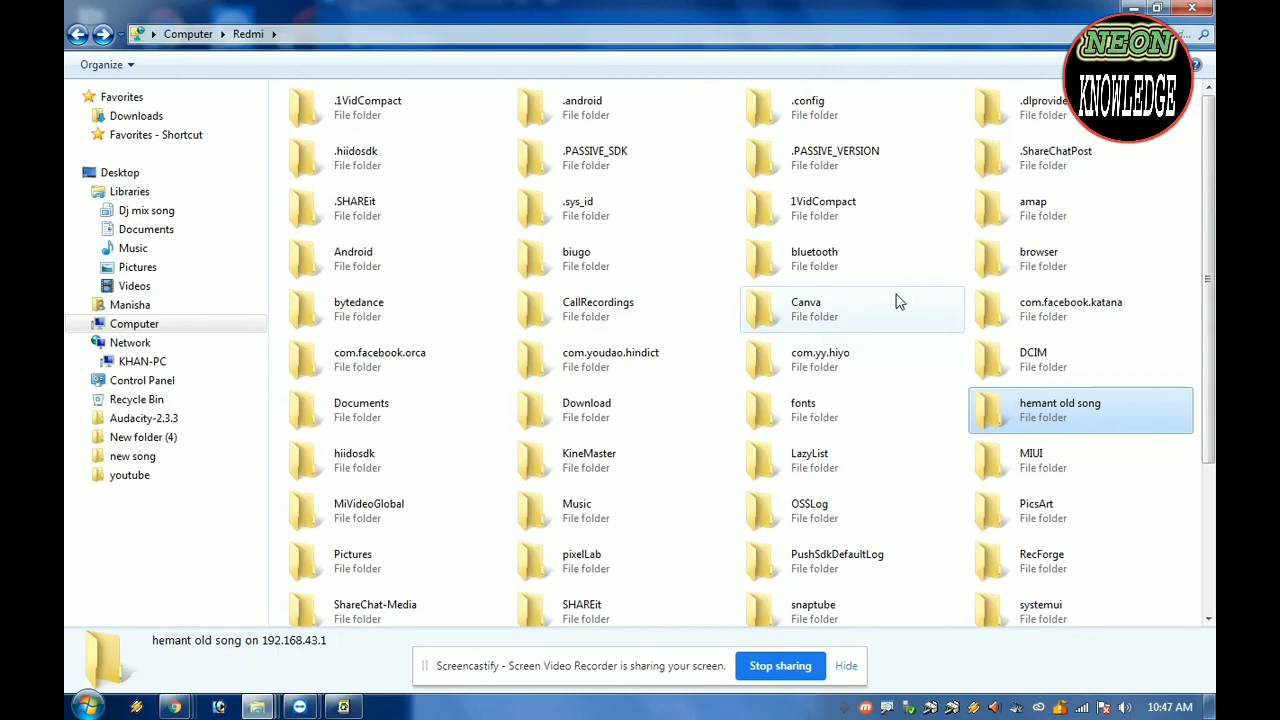 Computer Redmi
NEON
KNOWLEDGE
Organize
Favorites
Downloads
Favorites - Shortcut
Desktop
Libraries
Dj mix song
Documents
Music
Pictures
Videos
Manisha
Computer
Network
KHAN-PC
Control Panel
Recycle Bin
Audacity-2.3.3
New folder (4)
new song
youtube
.1VidCompact
File folder
.android
File folder
.config
File folder
.dlprovide
File folder
.hiidosdk
File folder
.PASSIVE_SDK
File folder
.PASSIVE_VERSION
File folder
.ShareChatPost
File folder
.SHAREit
File folder
.sys_id
File folder
1VidCompact
File folder
amap
File folder
Android
File folder
biugo
File folder
bluetooth
File folder
browser
File folder
bytedance
File folder
CallRecordings
File folder
Canva
File folder
com.facebook.katana
File folder
com.facebook.orca
File folder
com.youdao.hindict
File folder
com.yy.hiyo
File folder
DCIM
File folder
Documents
File folder
Download
File folder
fonts
File folder
hemant old song
File folder
hiidosdk
File folder
KineMaster
File folder
LazyList
File folder
MIUI
File folder
MiVideoGlobal
File folder
Music
File folder
OSSLog
File folder
PicsArt
File folder
Pictures
File folder
pixelLab
File folder
PushSdkDefaultLog
File folder
RecForge
File folder
ShareChat-Media
File folder
SHAREit
File folder
snaptube
File folder
systemui
File folder
hemant old song on 192.168.43.1
Screencastify - Screen Video Recorder is sharing your screen.
Stop sharing
Hide
10:47 AM